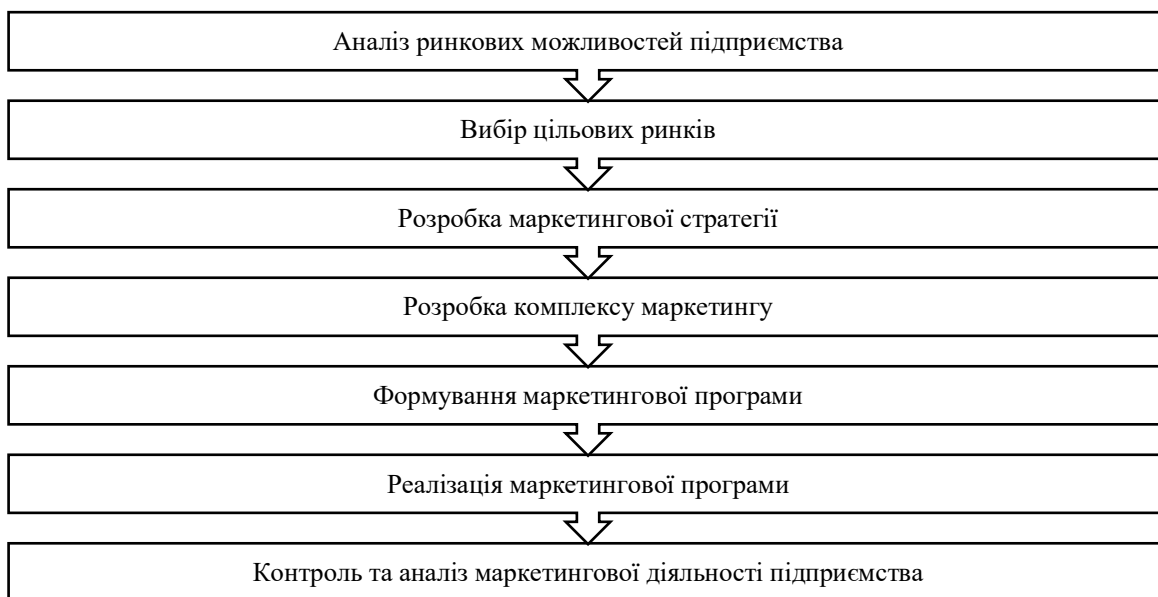 Аналіз ринкових можливостей підприємства
Вибір цільових ринків
Розробка маркетингової стратегії
Розробка комплексу маркетингу
Формування маркетингової програми
Реалізація маркетингової програми
Контроль та аналіз маркетингової діяльності підприємства